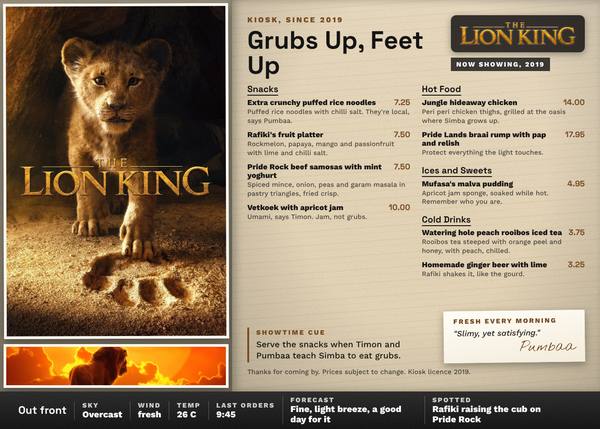 THE
LION KING
KIOSK, SINCE 2019
Grubs Up, Feet
Up
THE
LION KING
NOW SHOWING, 2019
Snacks
Extra crunchy puffed rice noodles 7.25
Puffed rice noodles with chilli salt. They're local,
says Pumbaa.
Rafiki's fruit platter 7.50
Rockmelon, papaya, mango and passionfruit
with lime and chilli salt.
Pride Rock beef samosas with mint 7.50
yoghurt
Spiced mince, onion, peas and garam masala in
pastry triangles, fried crisp.
Vetkoek with apricot jam 10.00
Umami, says Timon. Jam, not grubs.
Hot Food
Jungle hideaway chicken 14.00
Peri peri chicken thighs, grilled at the oasis
where Simba grows up.
Pride Lands braai rump with pap 17.95
and relish
Protect everything the light touches.
Ices and Sweets
Mufasa's malva pudding 4.95
Apricot jam sponge, soaked while hot.
Remember who you are.
Cold Drinks
Watering hole peach rooibos iced tea 3.75
Rooibos tea steeped with orange peel and
honey, with peach, chilled.
Homemade ginger beer with lime 3.25
Rafiki shakes it, like the gourd.
SHOWTIME CUE
Serve the snacks when Timon and
Pumbaa teach Simba to eat grubs.
FRESH EVERY MORNING
"Slimy, yet satisfying."
Pumbaa
Thanks for coming by. Prices subject to change. Kiosk licence 2019.
Out front
SKY
Overcast
WIND
fresh
TEMP
26 C
LAST ORDERS
9:45
FORECAST
Fine, light breeze, a good
day for it
SPOTTED
Rafiki raising the cub on
Pride Rock